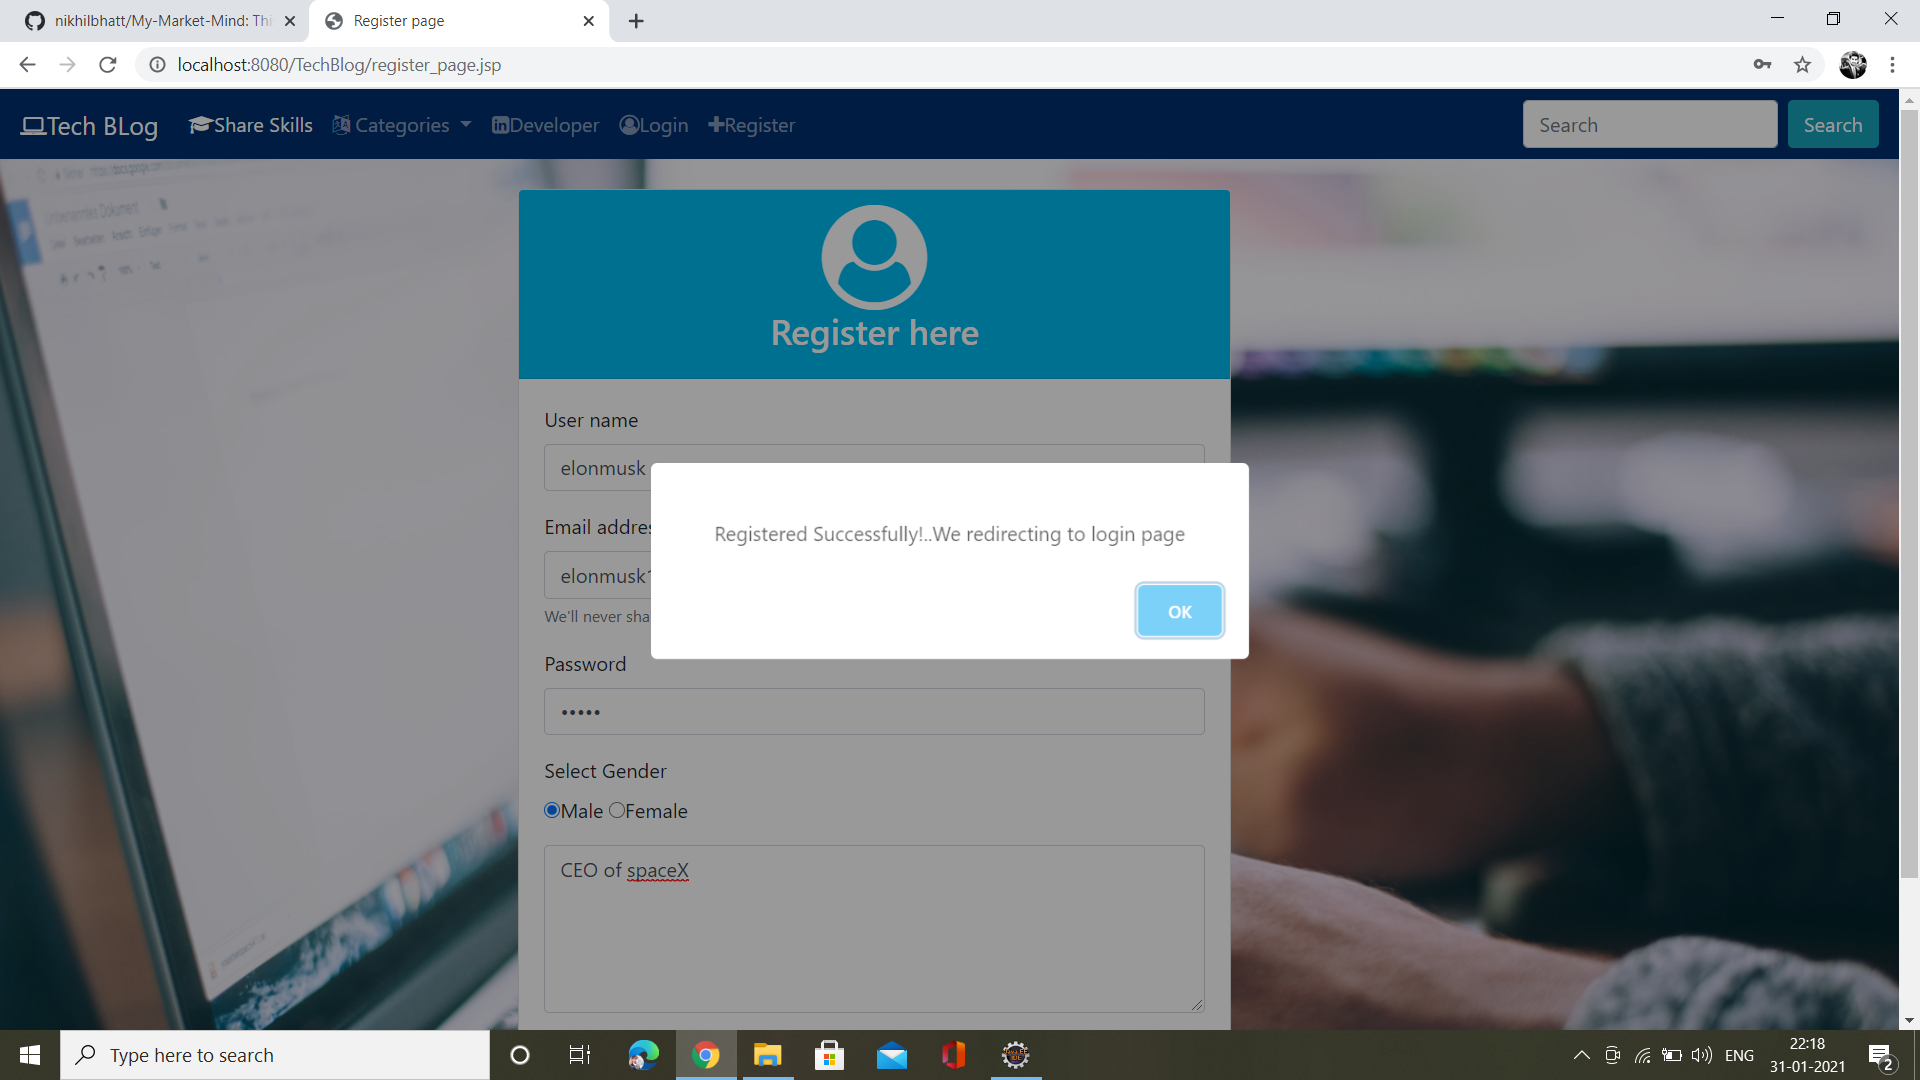 nikhilbhatt/My-Market-Mind: Thi
Register page
localhost:8080/TechBlog/register_page.jsp
Tech BLog
Share Skills
Categories
Developer
Login
Register
Search
Search
Register here
User name
elonmusk
Email addres
elonmusk1
We'll never sha
Registered Successfully!..We redirecting to login page
OK
Password
•••••
Select Gender
Male
Female
CEO of spaceX
Type here to search
ENG
22:18
31-01-2021
2